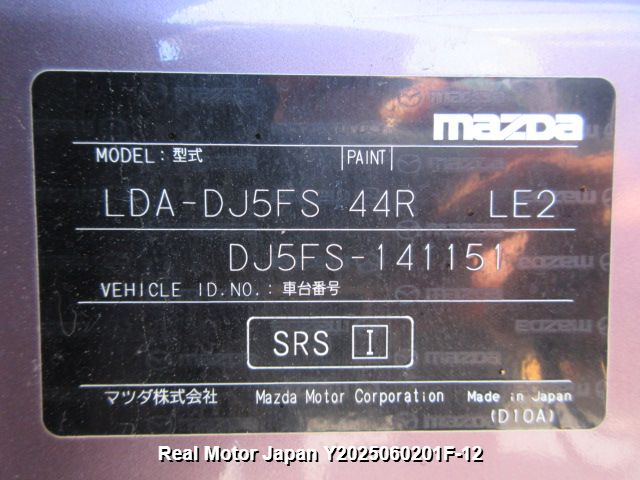 mazda
MODEL: 型式 PAINT
LDA-DJ5FS 44R LE2
DJ5FS-141151
VEHICLE ID.NO.: 車台番号
SRS I
マツダ株式会社 Mazda Motor Corporation Made in Japan
(D10A)
Real Motor Japan Y2025060201F-12